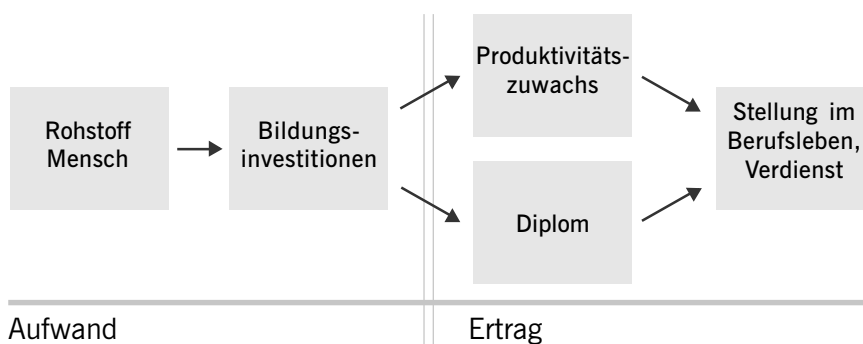 Rohstoff
Mensch
Bildungs-
investitionen
Produktivitäts-
zuwachs
Diplom
Stellung im
Berufsleben,
Verdienst
Aufwand
Ertrag